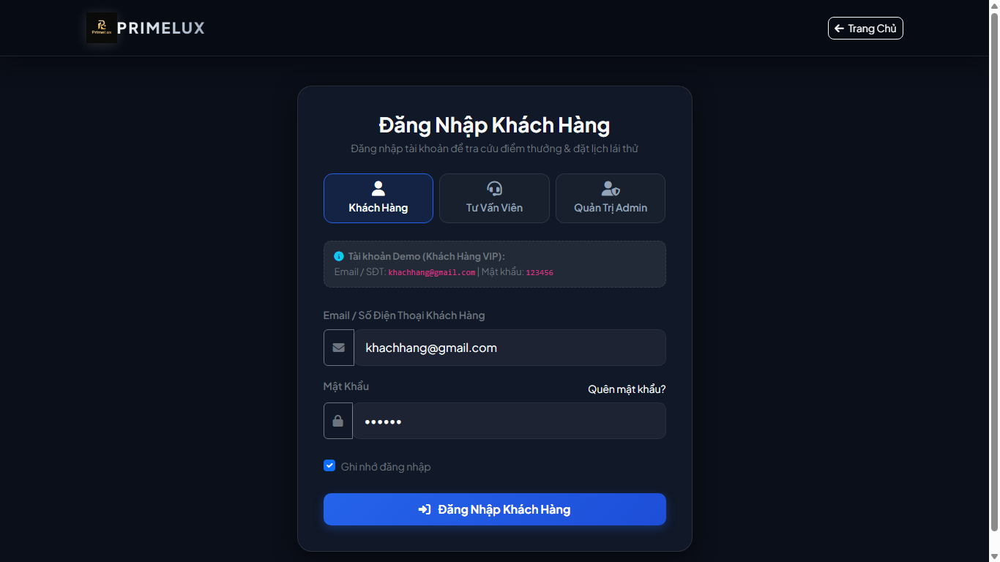 PrimeLux
PRIMELUX
Trang Chủ
Đăng Nhập Khách Hàng
Đăng nhập tài khoản để tra cứu điểm thưởng & đặt lịch lái thử
Khách Hàng
Tư Vấn Viên
Quản Trị Admin
Tài khoản Demo (Khách Hàng VIP):
Email / SĐT: khachhang@gmail.com | Mật khẩu: 123456
Email / Số Điện Thoại Khách Hàng
khachhang@gmail.com
Mật Khẩu
Quên mật khẩu?
••••••
Ghi nhớ đăng nhập
Đăng Nhập Khách Hàng